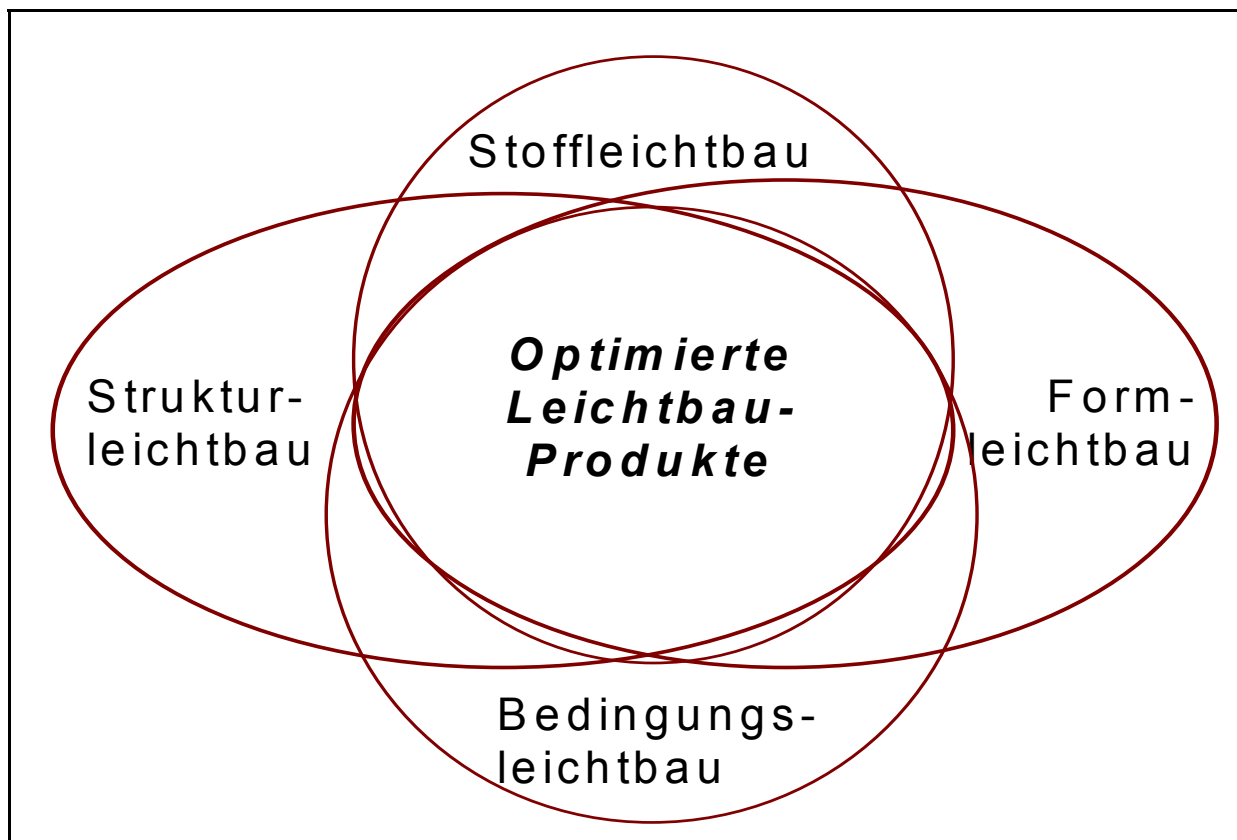 Stoffleichtbau
Optimierte
Leichtbau-
Produkte
Struktur-
leichtbau
Form-
leichtbau
Bedingungs-
leichtbau